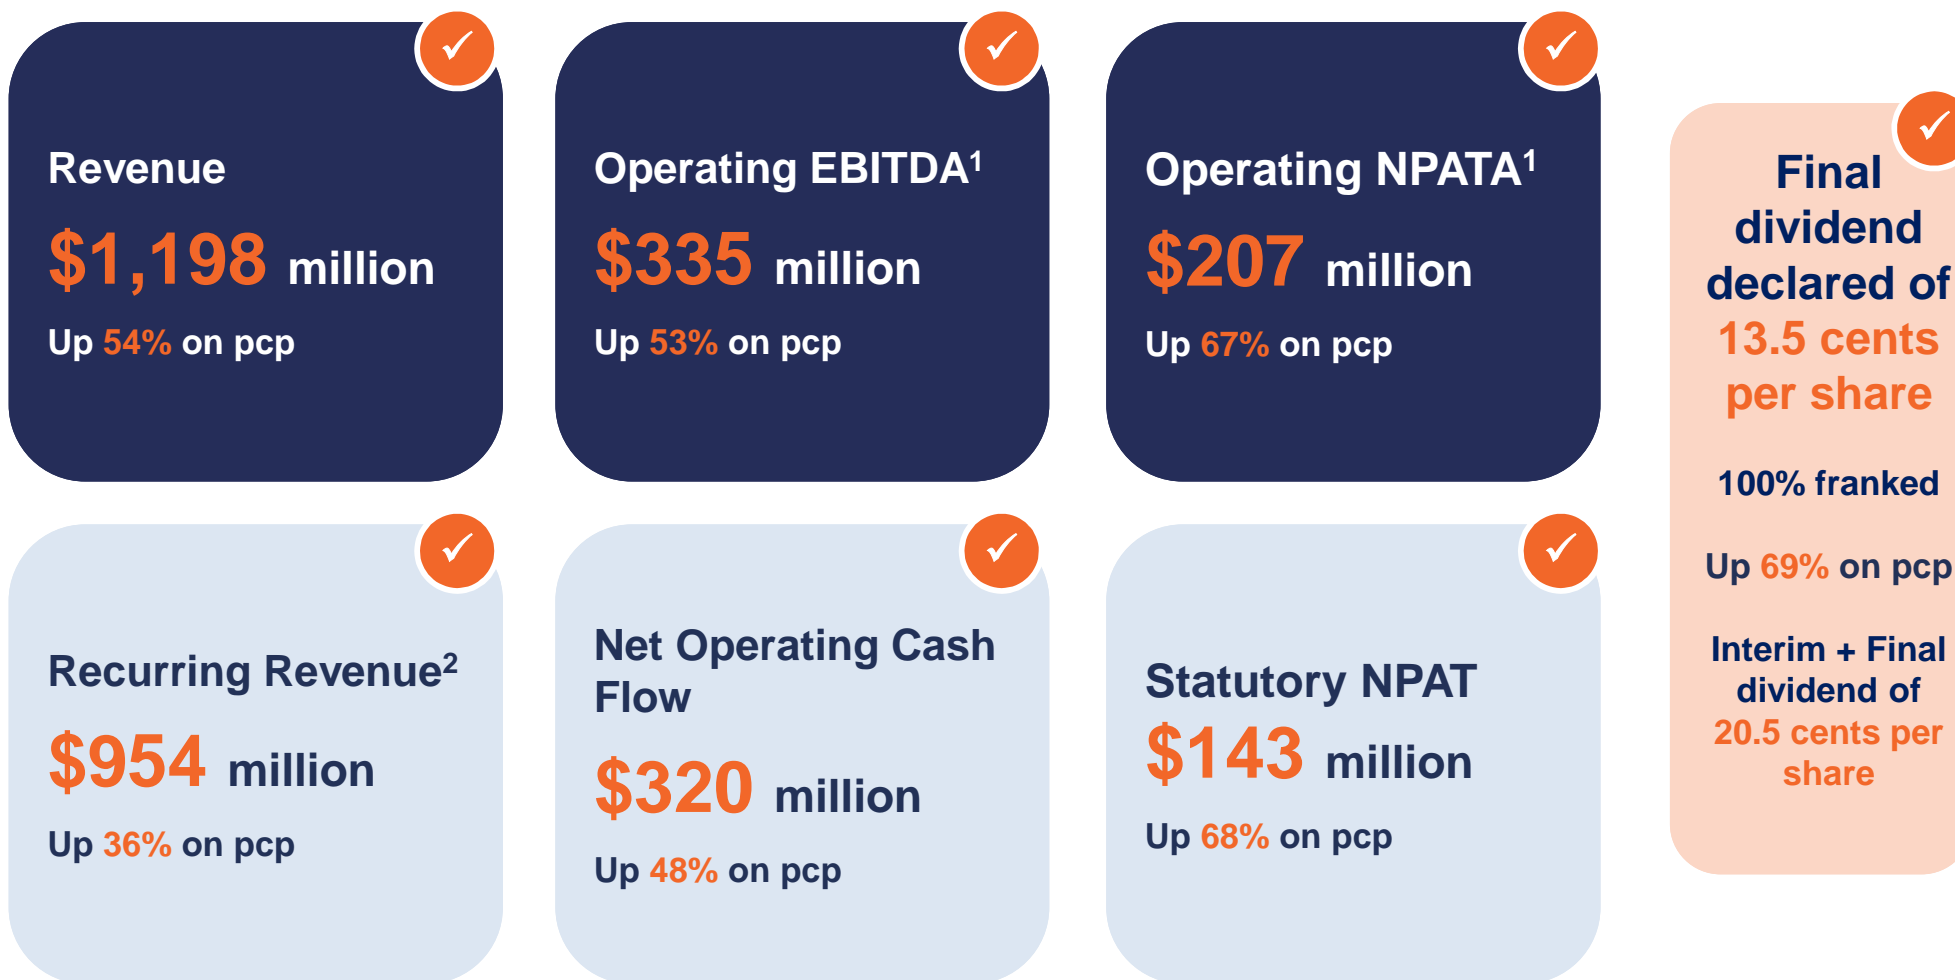 Revenue
$1,198 million
Up 54% on pcp
Operating EBITDA¹
$335 million
Up 53% on pcp
Operating NPATA¹
$207 million
Up 67% on pcp
Recurring Revenue²
$954 million
Up 36% on pcp
Net Operating Cash
Flow
$320 million
Up 48% on pcp
Statutory NPAT
$143 million
Up 68% on pcp
Final
dividend
declared of
13.5 cents
per share
100% franked
Up 69% on pcp
Interim + Final
dividend of
20.5 cents per
share